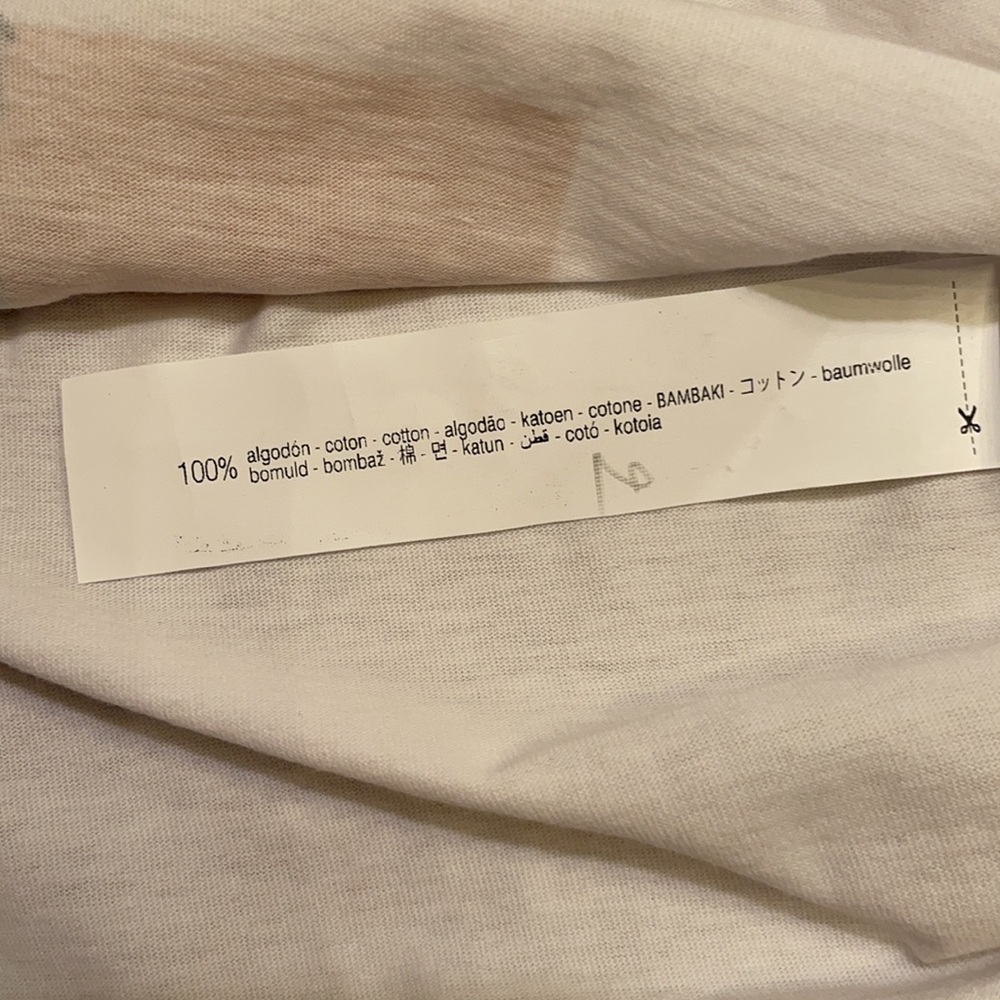 100% algodón - coton - cotton - algodão - katoen - cotone - BAMBAKI - コットン - baumwolle
bomuld - bombaž - 棉 - 면 - katun - قطن - cotó - kotoia